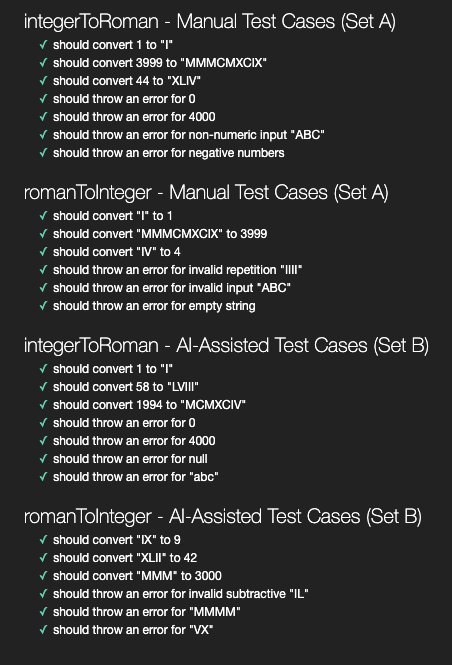 integerToRoman - Manual Test Cases (Set A)
✓ should convert 1 to "I"
✓ should convert 3999 to "MMMCMXCIX"
✓ should convert 44 to "XLIV"
✓ should throw an error for 0
✓ should throw an error for 4000
✓ should throw an error for non-numeric input "ABC"
✓ should throw an error for negative numbers
romanToInteger - Manual Test Cases (Set A)
✓ should convert "I" to 1
✓ should convert "MMMCMXCIX" to 3999
✓ should convert "IV" to 4
✓ should throw an error for invalid repetition "IIII"
✓ should throw an error for invalid input "ABC"
✓ should throw an error for empty string
integerToRoman - AI-Assisted Test Cases (Set B)
✓ should convert 1 to "I"
✓ should convert 58 to "LVIII"
✓ should convert 1994 to "MCMXCIV"
✓ should throw an error for 0
✓ should throw an error for 4000
✓ should throw an error for null
✓ should throw an error for "abc"
romanToInteger - AI-Assisted Test Cases (Set B)
✓ should convert "IX" to 9
✓ should convert "XLII" to 42
✓ should convert "MMM" to 3000
✓ should throw an error for invalid subtractive "IL"
✓ should throw an error for "MMMM"
✓ should throw an error for "VX"